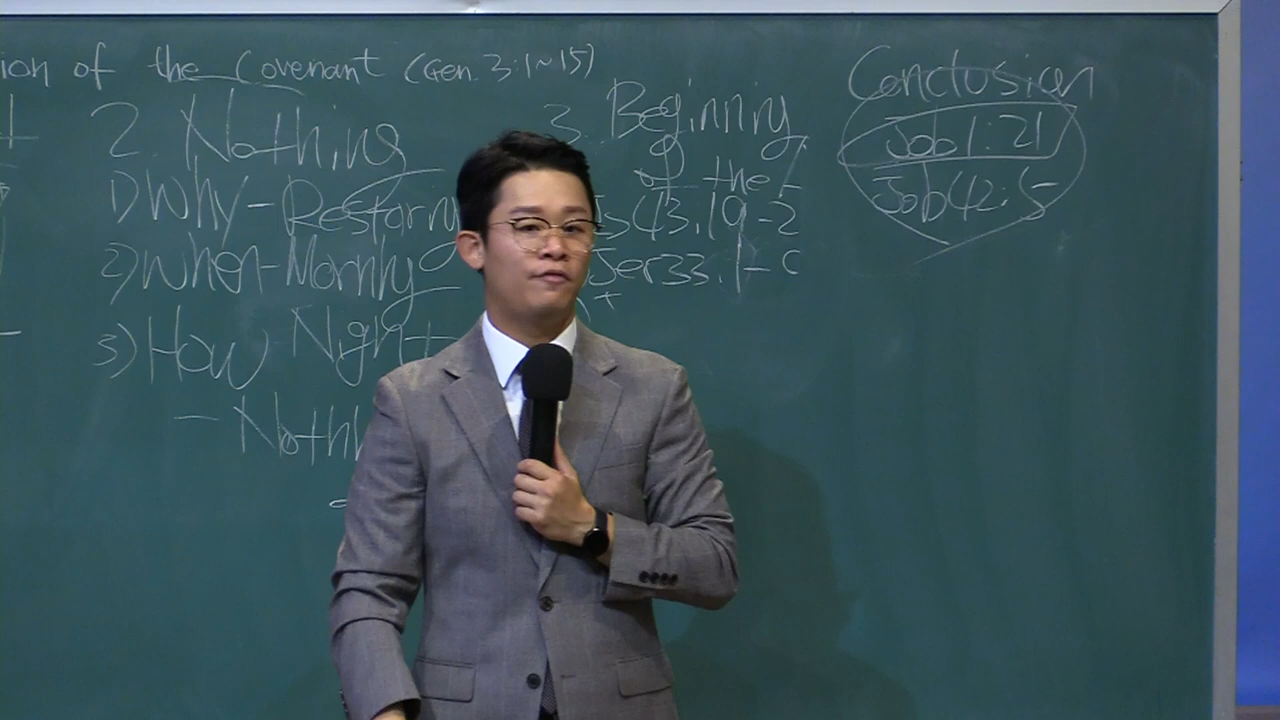 ion of the Covenant (Gen. 3:1~15)
2. Nothing
1) Why - Restoring
2) When - Morning
3) How Night
- Noth
3. Beginning
of the
Is 43.19-2
Jer 33.1-
Conclusion
Job 1:21
Job 42:5